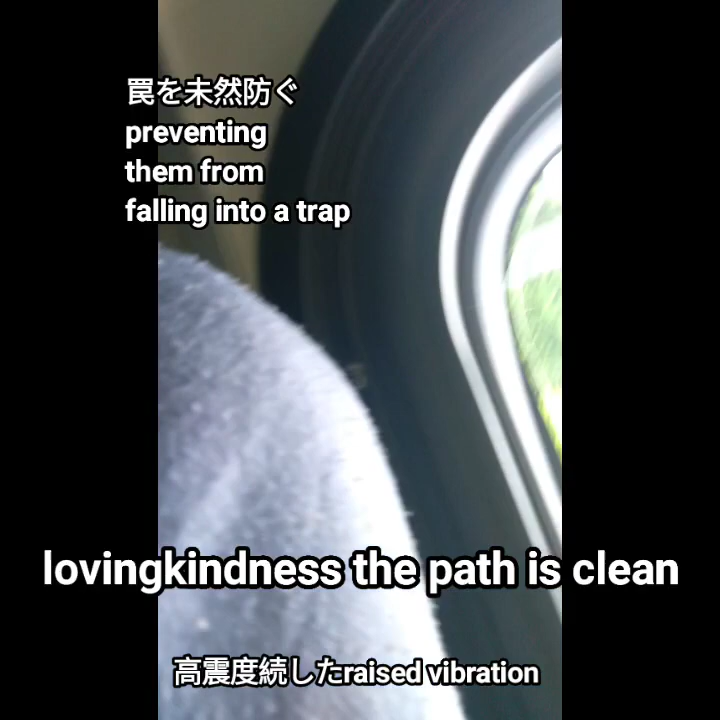 罠を未然防ぐ
preventing
them from
falling into a trap
lovingkindness the path is clean
高震度続したraised vibration